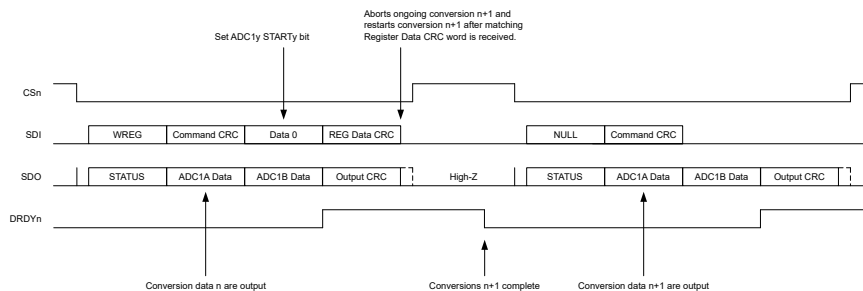 Aborts ongoing conversion n+1 and
restarts conversion n+1 after matching
Register Data CRC word is received.
Set ADC1y STARTy bit
CSn
SDI WREG Command CRC Data 0 REG Data CRC NULL Command CRC
SDO STATUS ADC1A Data ADC1B Data Output CRC High-Z STATUS ADC1A Data ADC1B Data Output CRC
DRDYn
Conversion data n are output Conversions n+1 complete Conversion data n+1 are output